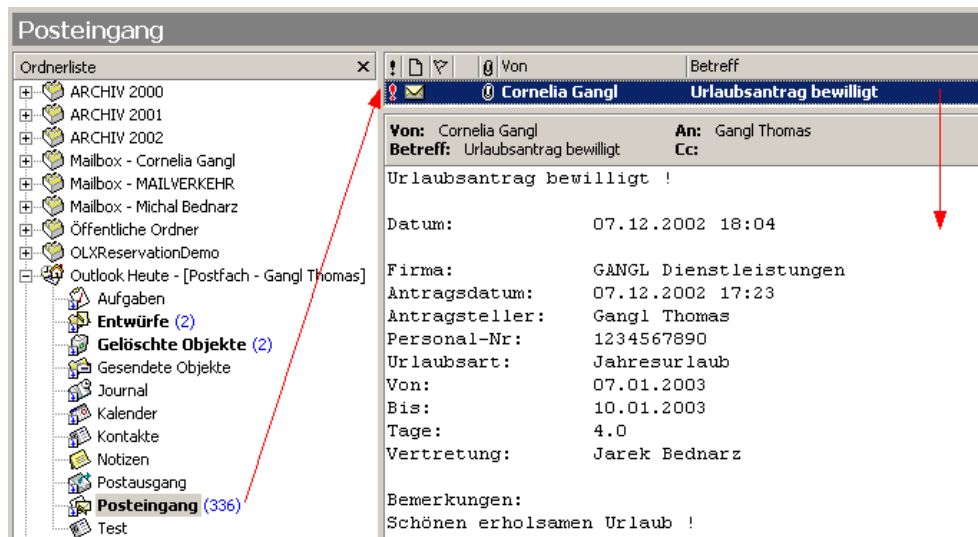 Posteingang
Ordnerliste
ARCHIV 2000
ARCHIV 2001
ARCHIV 2002
Mailbox - Cornelia Gangl
Mailbox - MAILVERKEHR
Mailbox - Michal Bednarz
Öffentliche Ordner
OLXReservationDemo
Outlook Heute - [Postfach - Gangl Thomas]
Aufgaben
Entwürfe (2)
Gelöschte Objekte (2)
Gesendete Objekte
Journal
Kalender
Kontakte
Notizen
Postausgang
Posteingang (336)
Test
Von Betreff
Cornelia Gangl Urlaubsantrag bewilligt
Von: Cornelia Gangl An: Gangl Thomas
Betreff: Urlaubsantrag bewilligt Cc:
Urlaubsantrag bewilligt !
Datum: 07.12.2002 18:04
Firma: GANGL Dienstleistungen
Antragsdatum: 07.12.2002 17:23
Antragsteller: Gangl Thomas
Personal-Nr: 1234567890
Urlaubsart: Jahresurlaub
Von: 07.01.2003
Bis: 10.01.2003
Tage: 4.0
Vertretung: Jarek Bednarz
Bemerkungen:
Schönen erholsamen Urlaub !